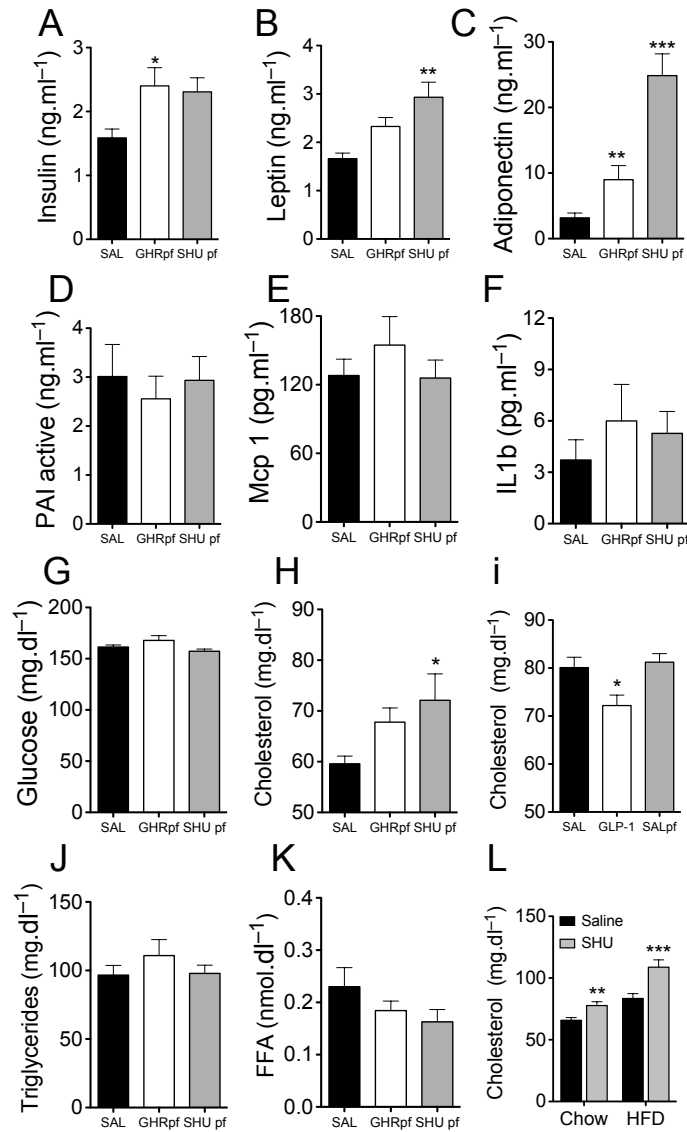 A
Insulin (ng.ml⁻¹)
3
2
1
0
*
SAL GHRpf SHU pf
B
Leptin (ng.ml⁻¹)
4
3
2
1
0
**
SAL GHRpf SHU pf
C
Adiponectin (ng.ml⁻¹)
30
20
10
0
**
***
SAL GHRpf SHU pf
D
PAI active (ng.ml⁻¹)
4
3
2
1
0
SAL GHRpf SHU pf
E
Mcp 1 (pg.ml⁻¹)
180
120
60
0
SAL GHRpf SHU pf
F
IL1b (pg.ml⁻¹)
12
9
6
3
0
SAL GHRpf SHU pf
G
Glucose (mg.dl⁻¹)
200
150
100
50
0
SAL GHRpf SHU pf
H
Cholesterol (mg.dl⁻¹)
90
80
70
60
50
*
SAL GHRpf SHU pf
i
Cholesterol (mg.dl⁻¹)
90
80
70
60
50
*
SAL GLP-1 SALpf
J
Triglycerides (mg.dl⁻¹)
150
100
50
0
SAL GHRpf SHU pf
K
FFA (nmol.dl⁻¹)
0.4
0.3
0.2
0.1
0.0
SAL GHRpf SHU pf
L
Cholesterol (mg.dl⁻¹)
150
100
50
0
Saline
SHU
**
***
Chow HFD